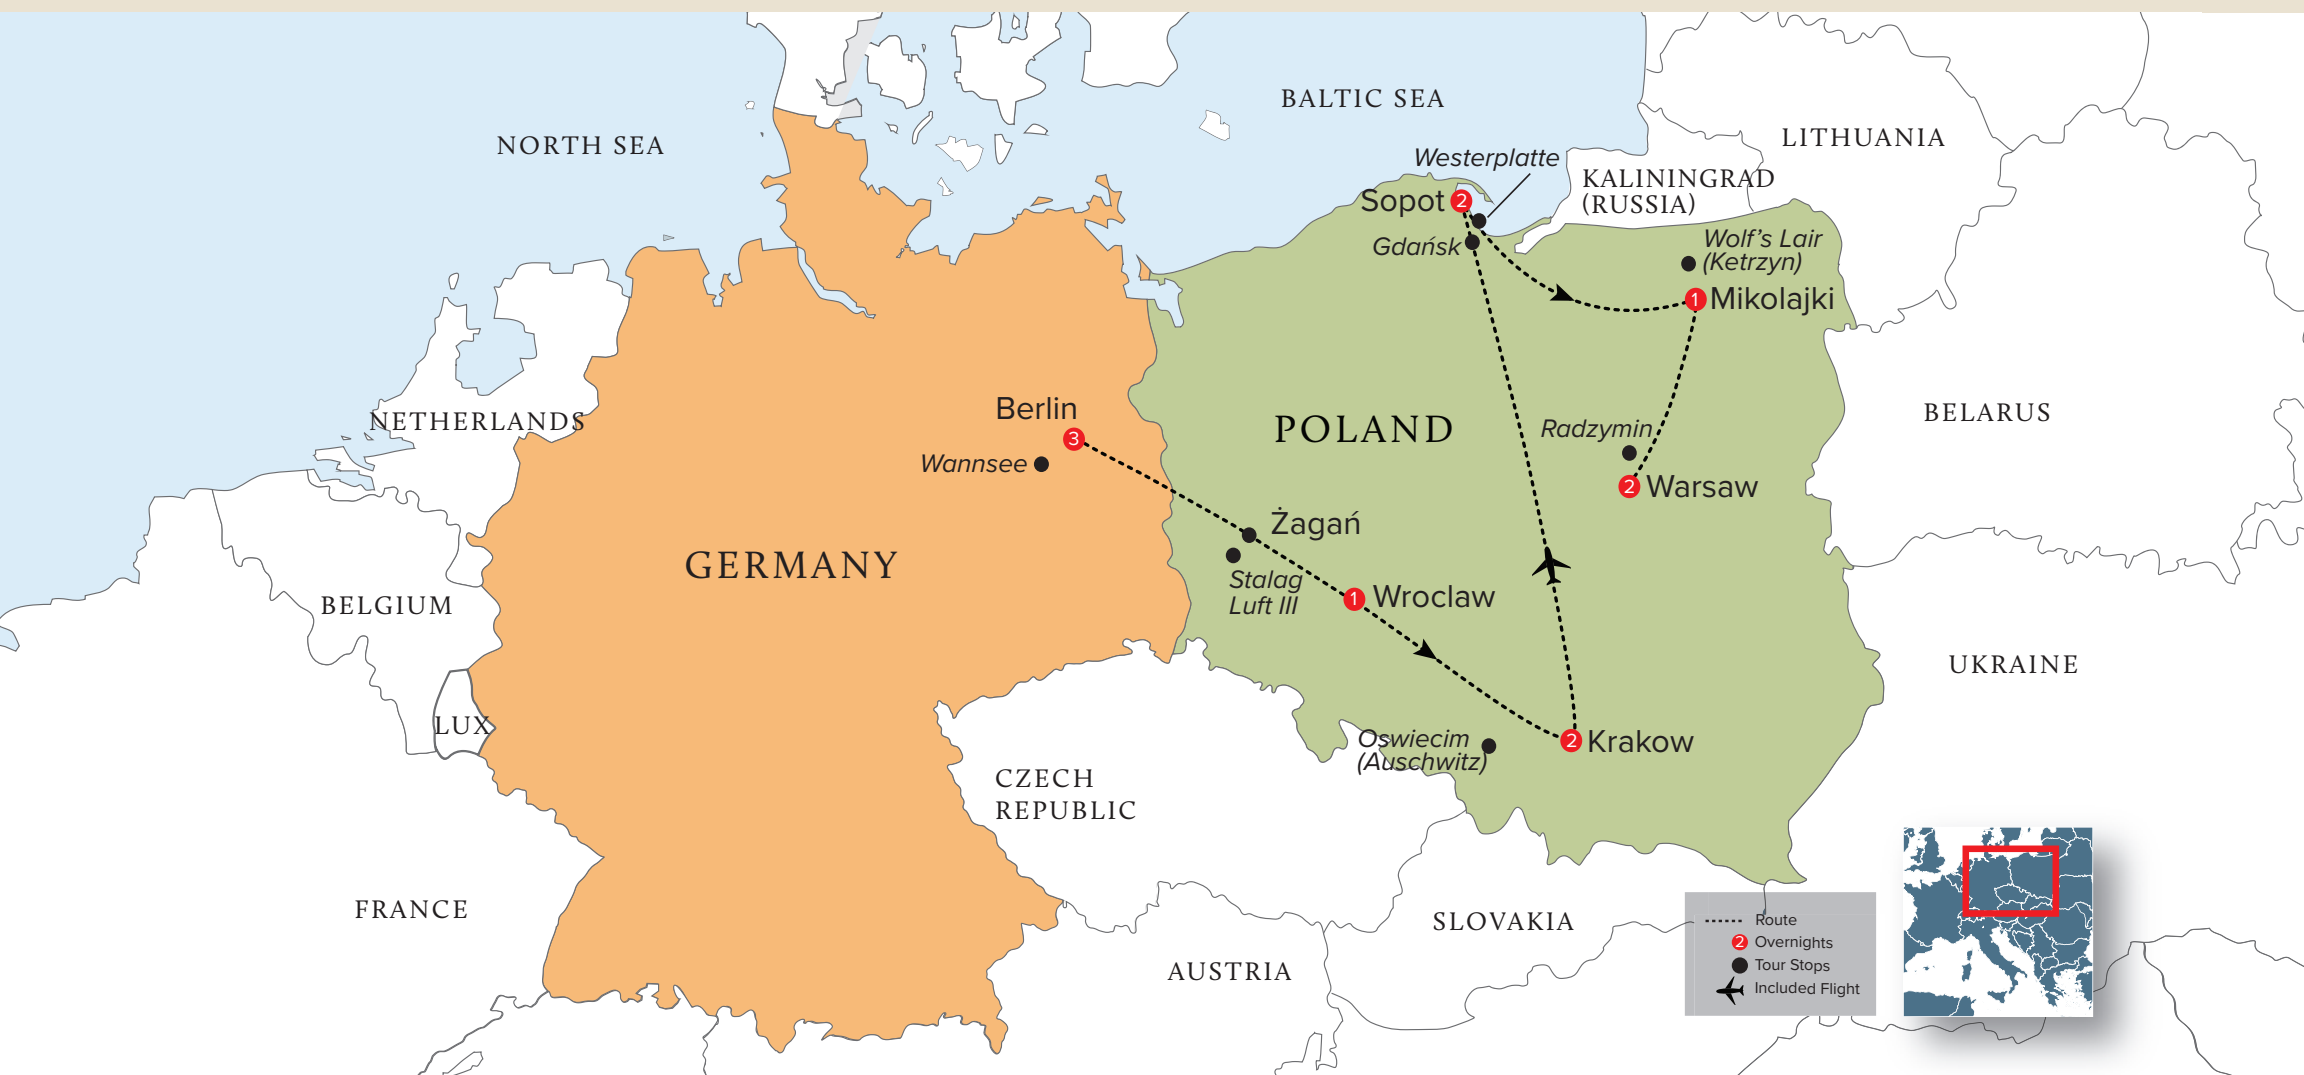 BALTIC SEA
NORTH SEA
LITHUANIA
Westerplatte
KALININGRAD
(RUSSIA)
Sopot
2
Gdańsk
Wolf's Lair
(Ketrzyn)
1
Mikolajki
Berlin
3
NETHERLANDS
POLAND
BELARUS
Radzymin
Wannsee
2
Warsaw
Żagań
GERMANY
Stalag
Luft III
1
Wroclaw
BELGIUM
UKRAINE
LUX
Oswiecim
(Auschwitz)
2
Krakow
CZECH
REPUBLIC
FRANCE
SLOVAKIA
AUSTRIA
Route
2 Overnights
Tour Stops
Included Flight